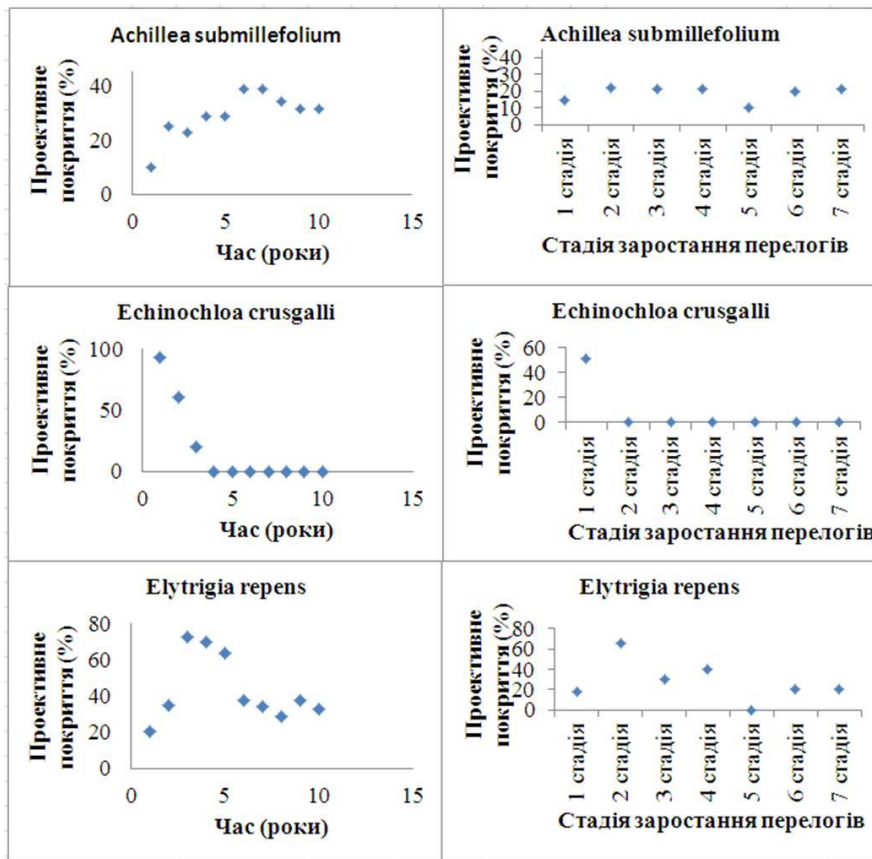 Achillea submillefolium
Проективне
покриття (%)
40
20
0
0
5
10
15
Час (роки)
Achillea submillefolium
Проективне
покриття (%)
40
30
20
10
0
1 стадія
2 стадія
3 стадія
4 стадія
5 стадія
6 стадія
7 стадія
Стадія заростання перелогів
Echinochloa crusgalli
Проективне
покриття (%)
100
50
0
0
5
10
15
Час (роки)
Echinochloa crusgalli
Проективне
покриття (%)
60
40
20
0
1 стадія
2 стадія
3 стадія
4 стадія
5 стадія
6 стадія
7 стадія
Стадія заростання перелогів
Elytrigia repens
Проективне
покриття (%)
80
60
40
20
0
0
5
10
15
Час (роки)
Elytrigia repens
Проективне
покриття (%)
80
60
40
20
0
1 стадія
2 стадія
3 стадія
4 стадія
5 стадія
6 стадія
7 стадія
Стадія заростання перелогів